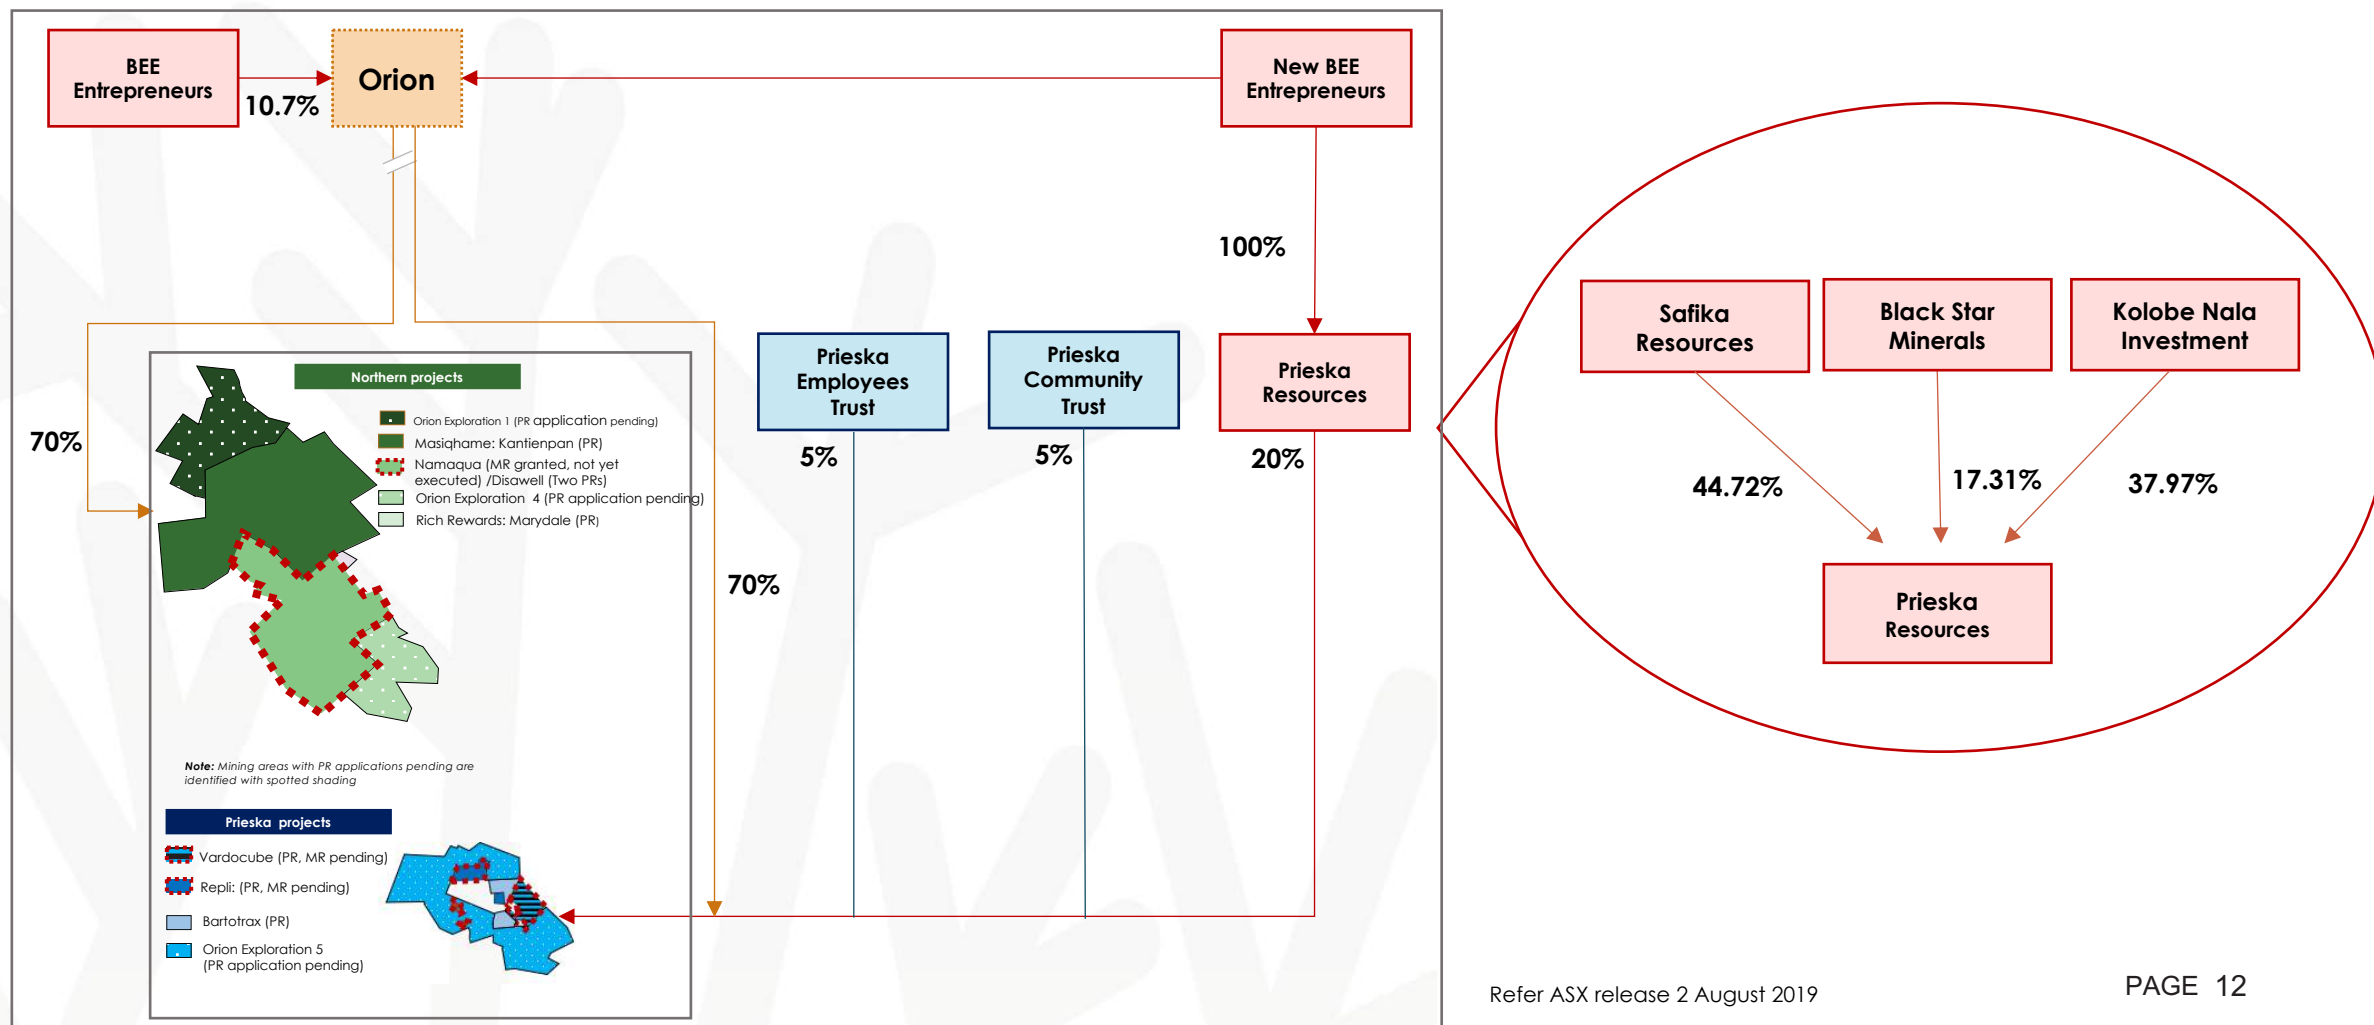 BEE
Entrepreneurs
10.7%
Orion
New BEE
Entrepreneurs
100%
70%
Northern projects
Orion Exploration 1 (PR application pending)
Masiqhame: Kantienpan (PR)
Namaqua (MR granted, not yet
executed) /Disawell (Two PRs)
Orion Exploration 4 (PR application pending)
Rich Rewards: Marydale (PR)
Note: Mining areas with PR applications pending are
identified with spotted shading
Prieska projects
Vardocube (PR, MR pending)
Repli: (PR, MR pending)
Bartotrax (PR)
Orion Exploration 5
(PR application pending)
70%
Prieska
Employees
Trust
5%
Prieska
Community
Trust
5%
Prieska
Resources
20%
Safika
Resources
Black Star
Minerals
Kolobe Nala
Investment
44.72%
17.31%
37.97%
Prieska
Resources
Refer ASX release 2 August 2019
PAGE 12